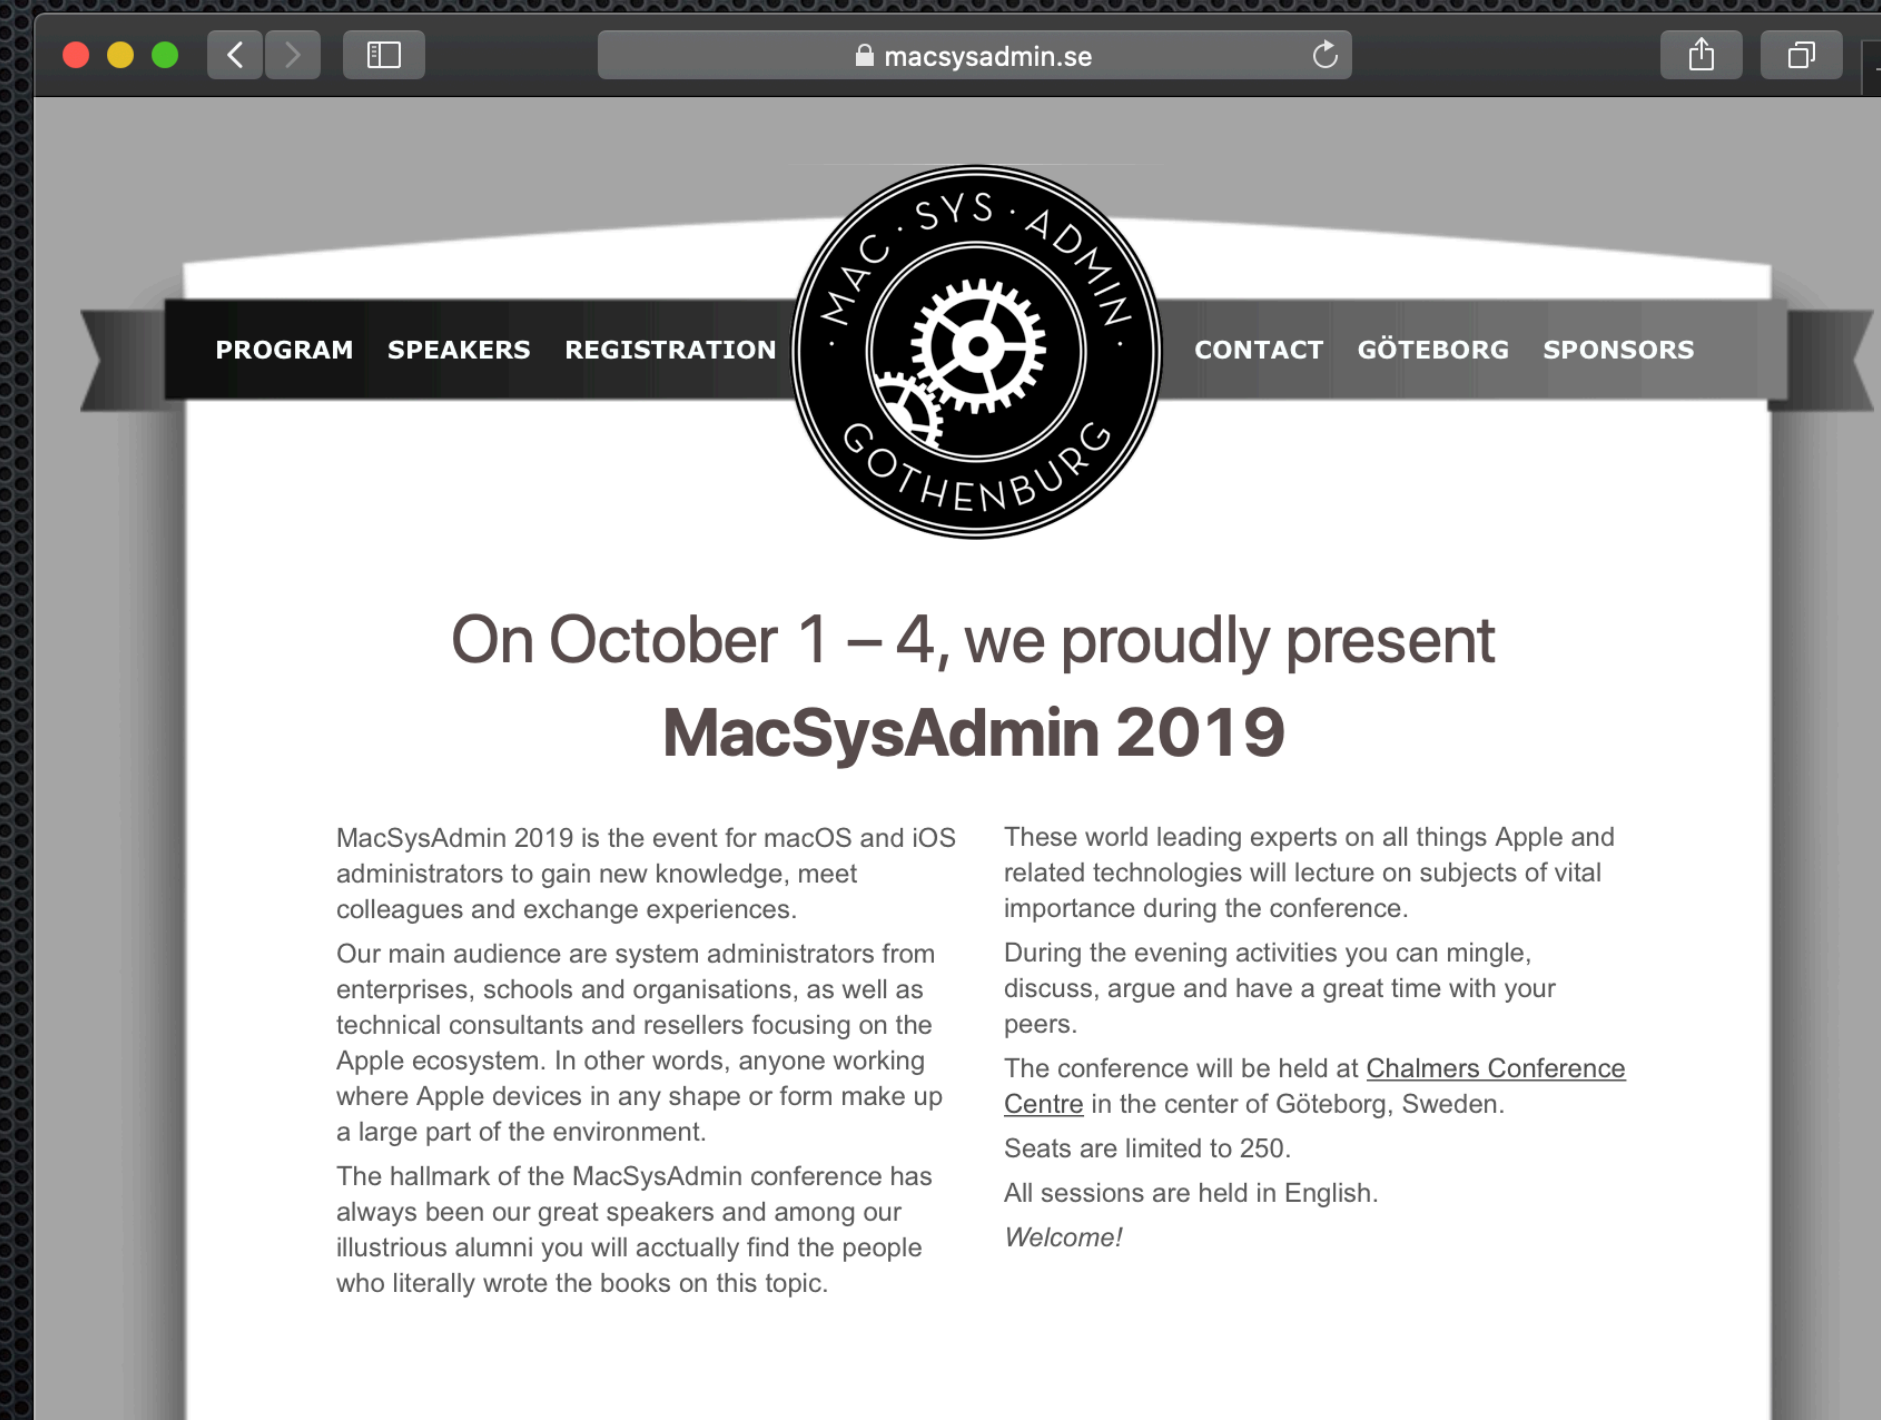 macsysadmin.se
MAC · SYS · ADMIN
GOTHENBURG
PROGRAM SPEAKERS REGISTRATION CONTACT GÖTEBORG SPONSORS
On October 1 – 4, we proudly present
MacSysAdmin 2019
MacSysAdmin 2019 is the event for macOS and iOS
administrators to gain new knowledge, meet
colleagues and exchange experiences.
Our main audience are system administrators from
enterprises, schools and organisations, as well as
technical consultants and resellers focusing on the
Apple ecosystem. In other words, anyone working
where Apple devices in any shape or form make up
a large part of the environment.
The hallmark of the MacSysAdmin conference has
always been our great speakers and among our
illustrious alumni you will acctually find the people
who literally wrote the books on this topic.
These world leading experts on all things Apple and
related technologies will lecture on subjects of vital
importance during the conference.
During the evening activities you can mingle,
discuss, argue and have a great time with your
peers.
The conference will be held at Chalmers Conference
Centre in the center of Göteborg, Sweden.
Seats are limited to 250.
All sessions are held in English.
Welcome!